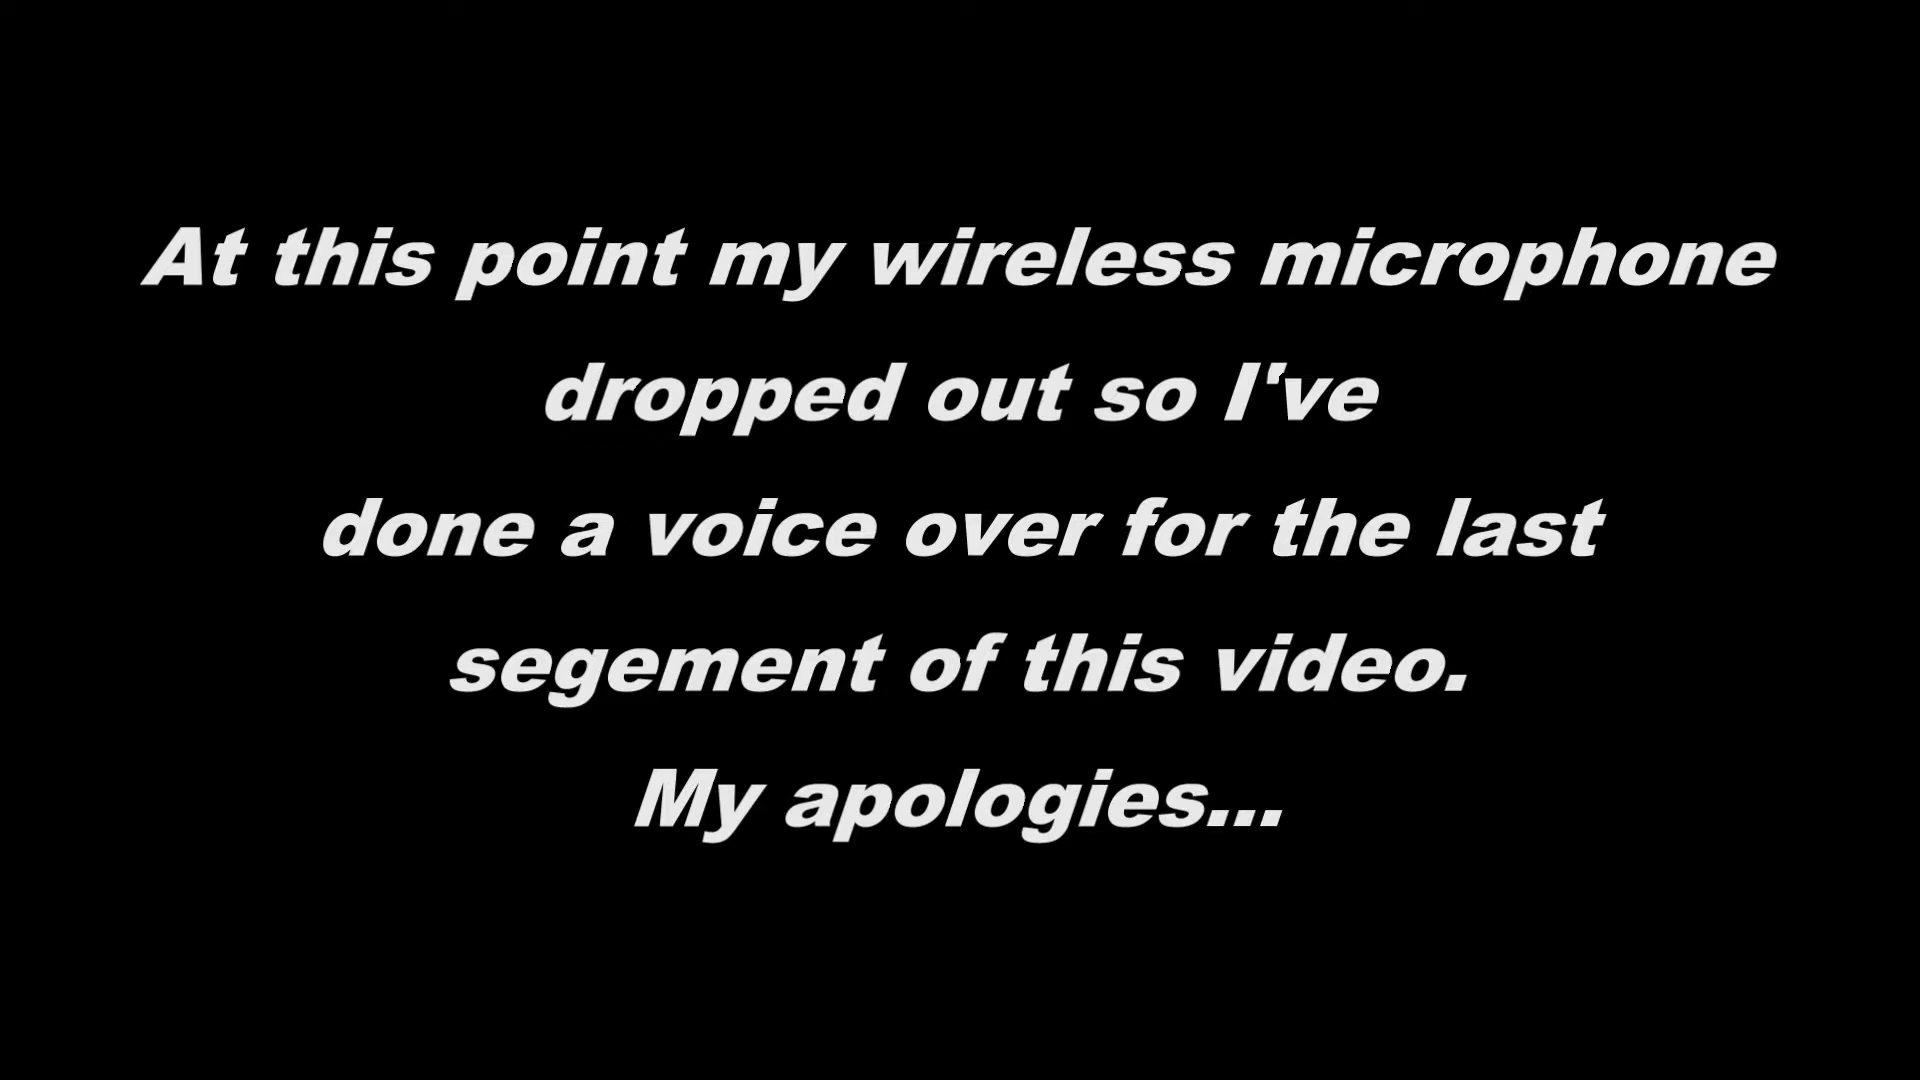 At this point my wireless microphone
dropped out so I've
done a voice over for the last
segement of this video.
My apologies...